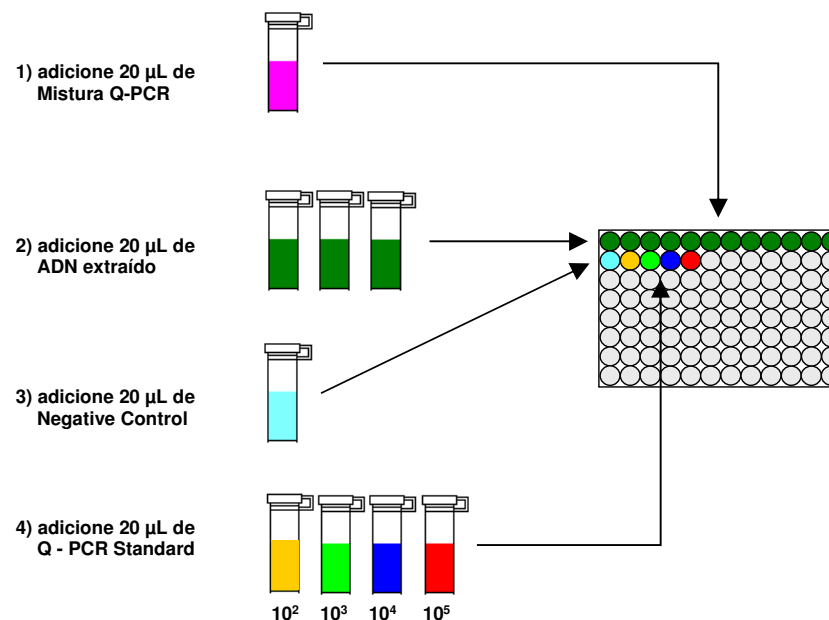 1) adicione 20 µL de
Mistura Q-PCR
2) adicione 20 µL de
ADN extraído
3) adicione 20 µL de
Negative Control
4) adicione 20 µL de
Q - PCR Standard
10² 10³ 10⁴ 10⁵